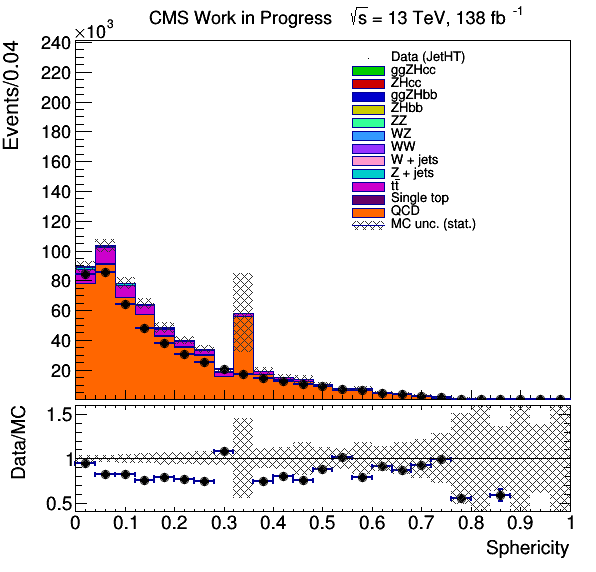 CMS Work in Progress √s = 13 TeV, 138 fb -1
×10³
Events/0.04
240
220
200
180
160
140
120
100
80
60
40
20
Data (JetHT)
ggZHcc
ZHcc
ggZHbb
ZHbb
ZZ
WZ
WW
W + jets
Z + jets
tt̄
Single top
QCD
MC unc. (stat.)
Data/MC
1.5
1
0.5
0 0.1 0.2 0.3 0.4 0.5 0.6 0.7 0.8 0.9 1
Sphericity